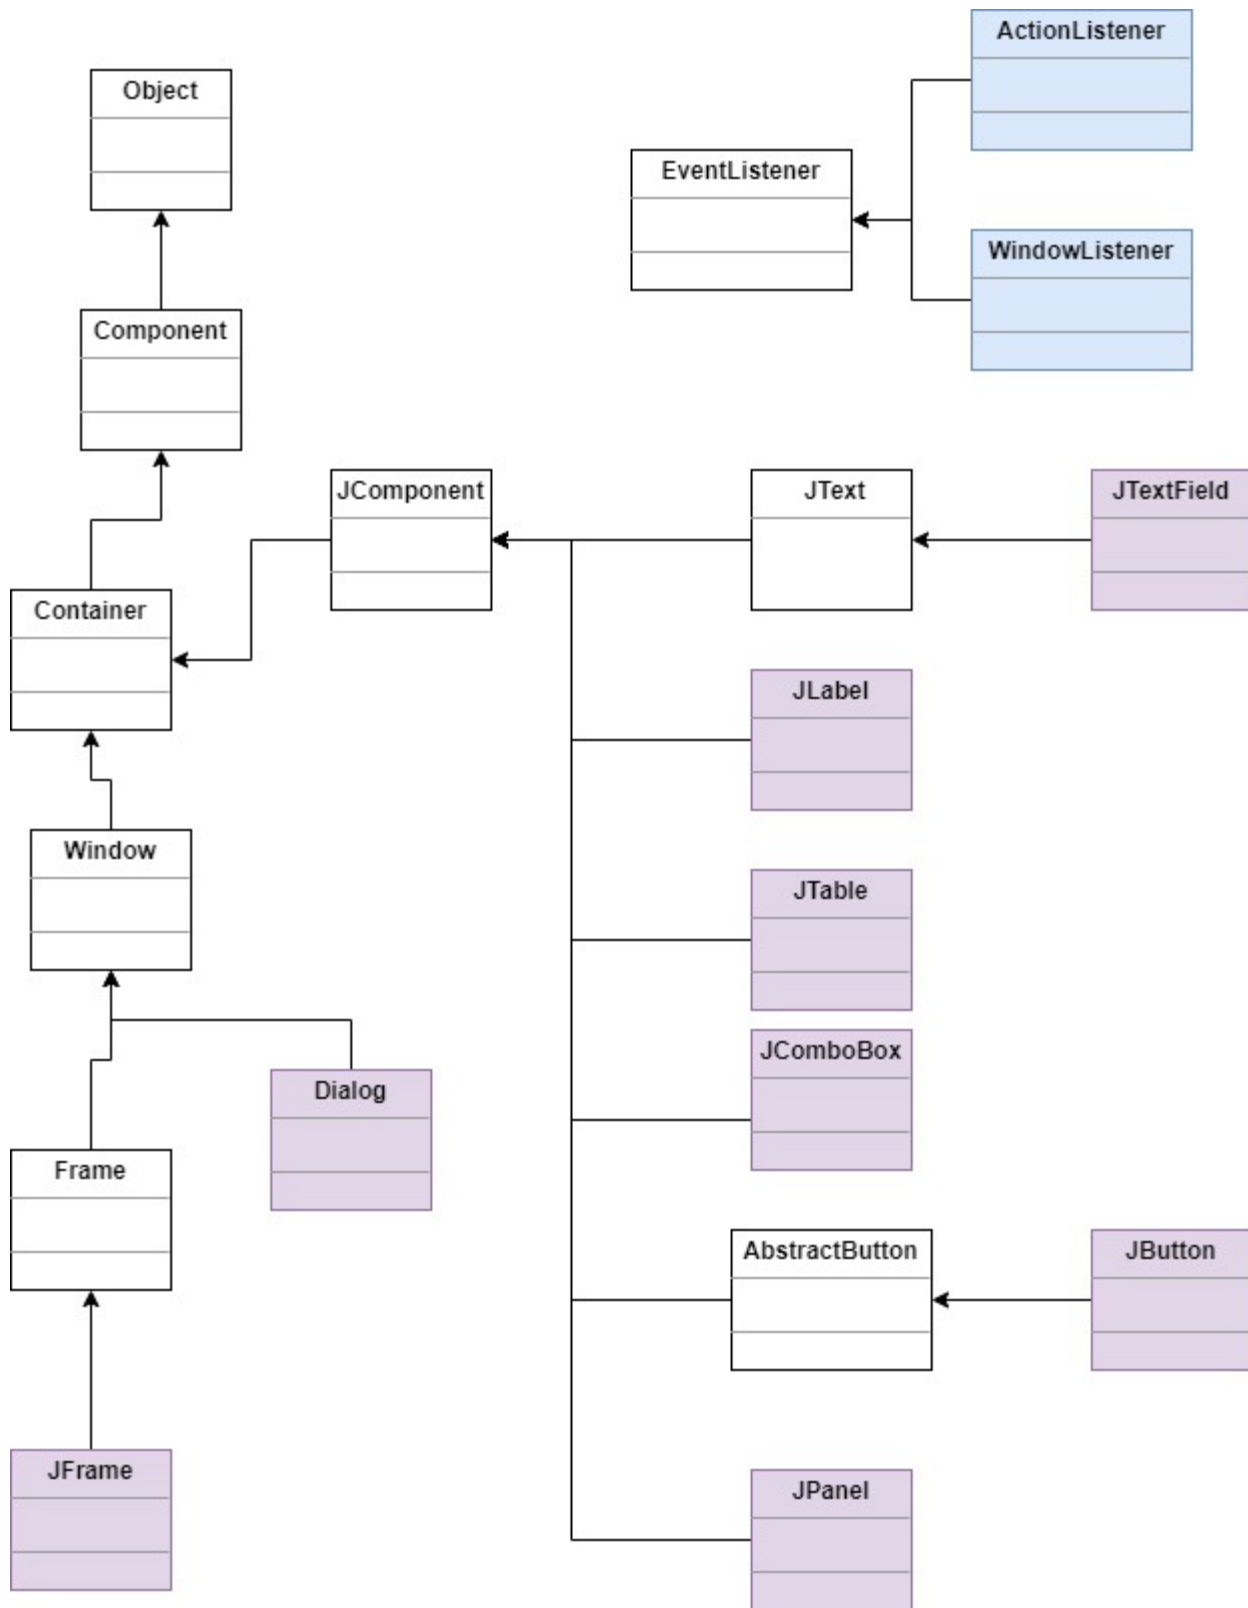 ActionListener
Object
EventListener
WindowListener
Component
JComponent
JText
JTextField
Container
JLabel
Window
JTable
JComboBox
Dialog
Frame
AbstractButton
JButton
JFrame
JPanel